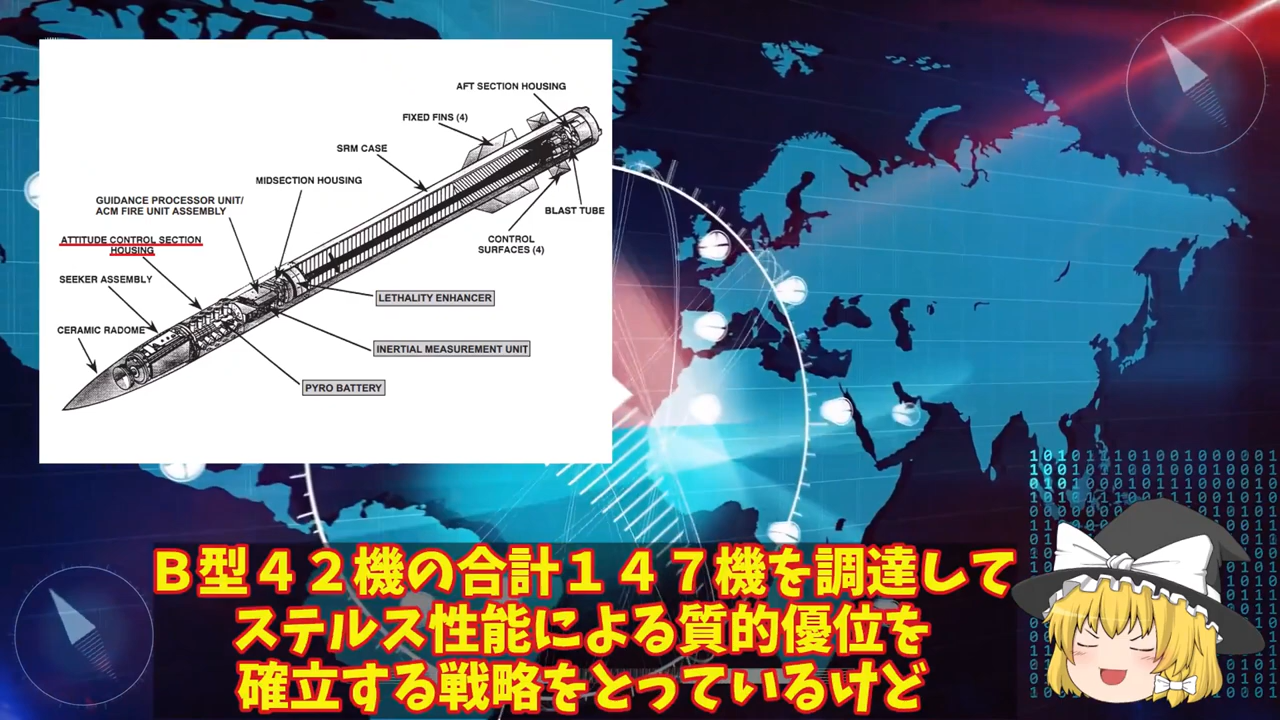 AFT SECTION HOUSING
FIXED FINS (4)
SRM CASE
MIDSECTION HOUSING
GUIDANCE PROCESSOR UNIT/
ACM FIRE UNIT ASSEMBLY
BLAST TUBE
ATTITUDE CONTROL SECTION
HOUSING
CONTROL
SURFACES (4)
SEEKER ASSEMBLY
LETHALITY ENHANCER
CERAMIC RADOME
INERTIAL MEASUREMENT UNIT
PYRO BATTERY
B型42機の合計147機を調達して
ステルス性能による質的優位を
確立する戦略をとっているけど